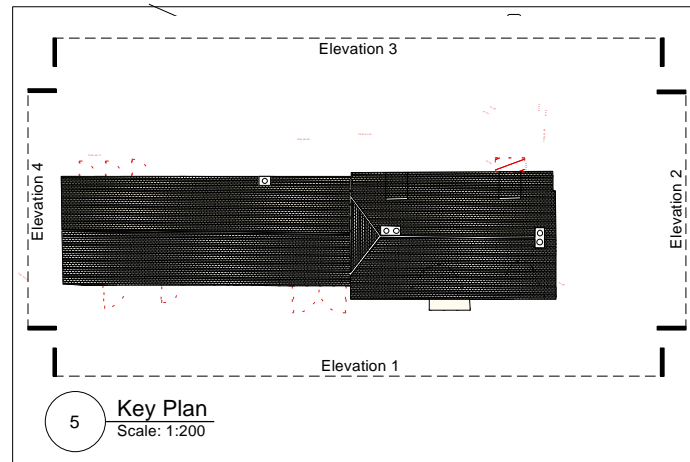 Elevation 3
Elevation 4
Elevation 2
Elevation 1
5
Key Plan
Scale: 1:200